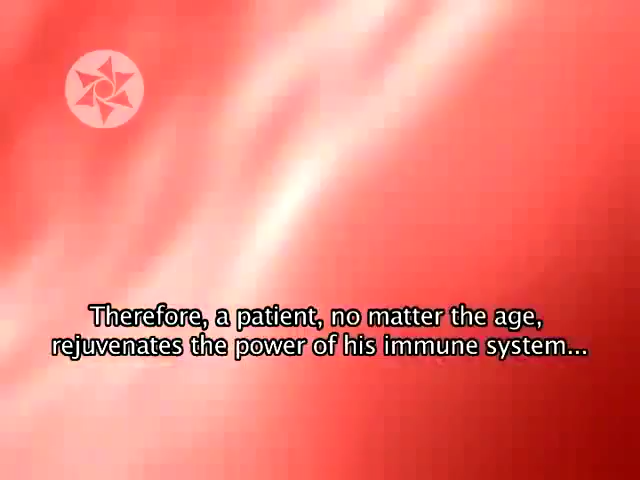 Therefore, a patient, no matter the age,
rejuvenates the power of his immune system...